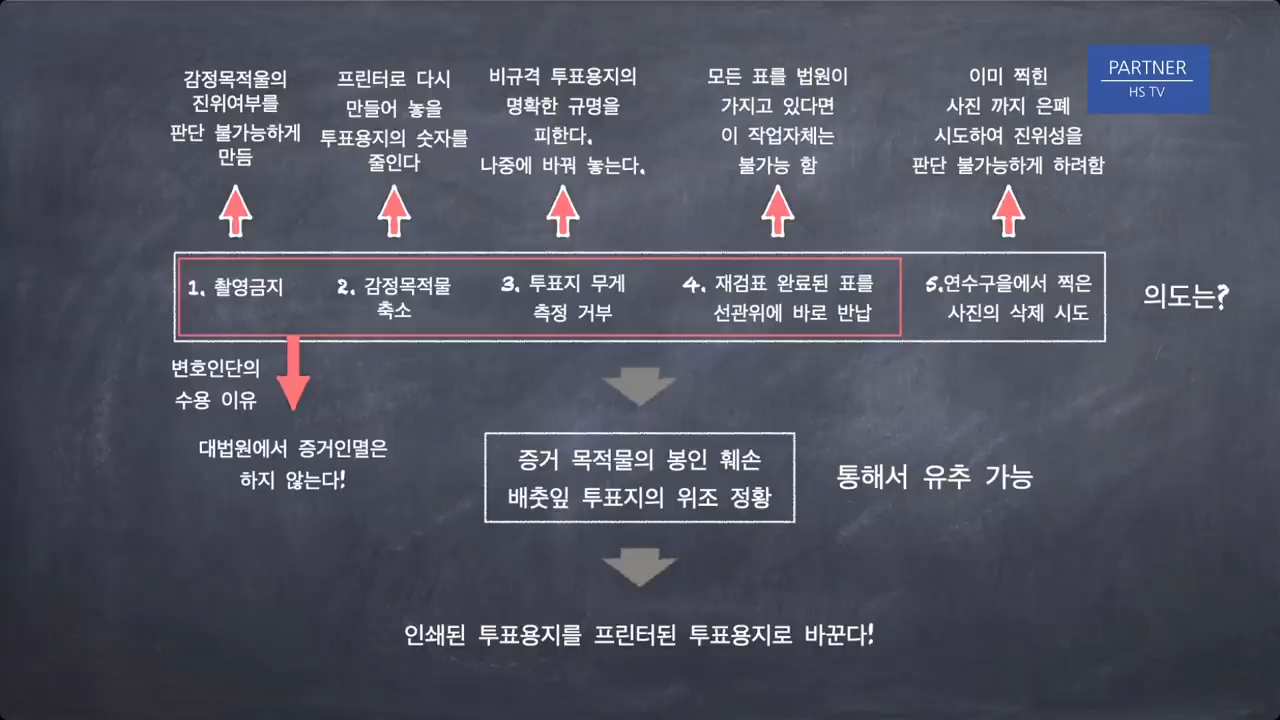 감정목적울의
진위여부를
판단 불가능하게
만듬
프린터로 다시
만들어 놓을
투표용지의 숫자를
줄인다
비규격 투표용지의
명확한 규명을
피한다.
나중에 바꿔 놓는다.
모든 표를 법원이
가지고 있다면
이 작업자체는
불가능 함
이미 찍힌
사진 까지 은폐
시도하여 진위성을
판단 불가능하게 하려함
PARTNER
HS TV
1. 촬영금지
2. 감정목적물
축소
3. 투표지 무게
측정 거부
4. 재검표 완료된 표를
선관위에 바로 반납
5.연수구을에서 찍은
사진의 삭제 시도
의도는?
변호인단의
수용 이유
대법원에서 증거인멸은
하지 않는다!
증거 목적물의 봉인 훼손
배춧잎 투표지의 위조 정황
통해서 유추 가능
인쇄된 투표용지를 프린터된 투표용지로 바꾼다!